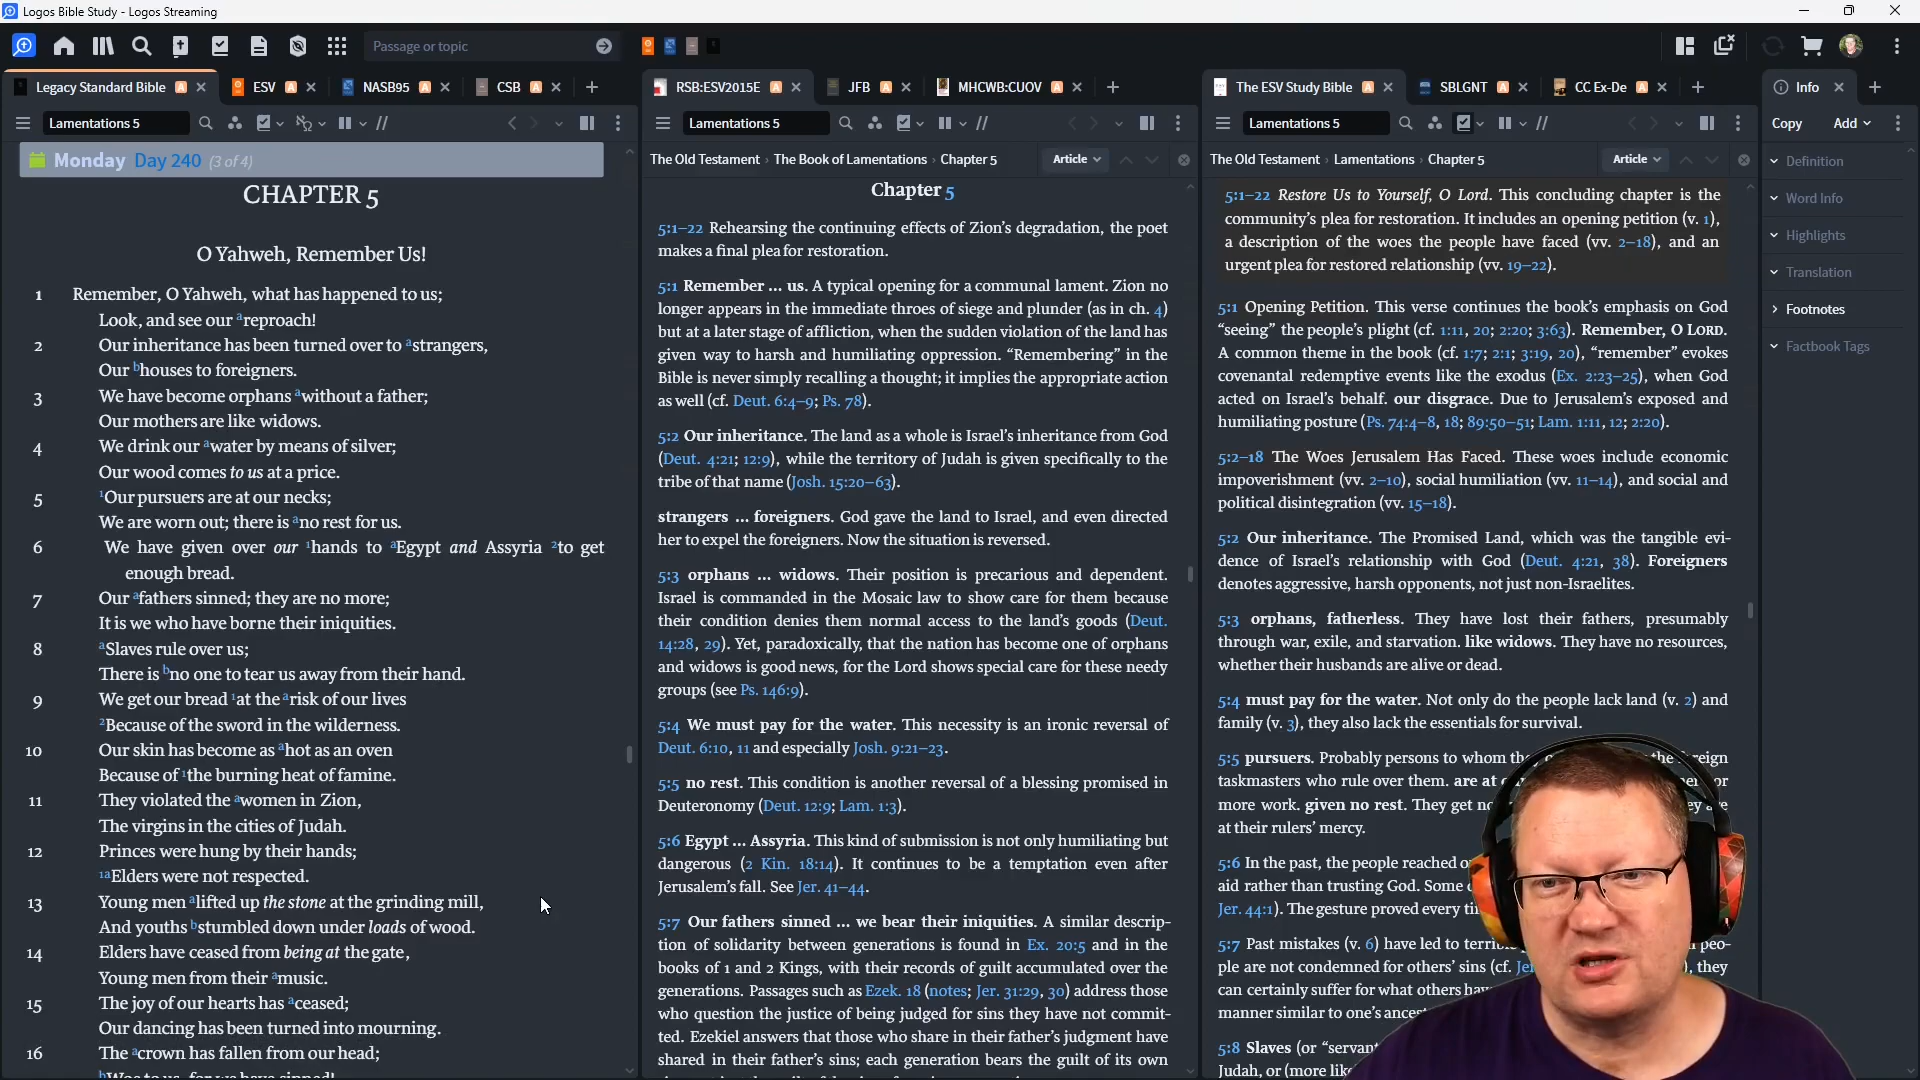 Logos Bible Study - Logos Streaming
Passage or topic
Legacy Standard Bible A
ESV A
NASB95 A
CSB A
RSB:ESV2015E A
JFB A
MHCWB:CUOV A
The ESV Study Bible A
SBLGNT A
CC Ex-De A
Info
Lamentations 5
Lamentations 5
Lamentations 5
Copy Add
Monday Day 240 (3 of 4)
CHAPTER 5
O Yahweh, Remember Us!
1 Remember, O Yahweh, what has happened to us;
Look, and see our ᵃreproach!
2 Our inheritance has been turned over to ᵃstrangers,
Our ᵇhouses to foreigners.
3 We have become orphans ᵃwithout a father;
Our mothers are like widows.
4 We drink our ᵃwater by means of silver;
Our wood comes to us at a price.
5 ¹Our pursuers are at our necks;
We are worn out; there is ᵃno rest for us.
6 We have given over our ¹hands to ᵃEgypt and Assyria ²to get
enough bread.
7 Our ᵃfathers sinned; they are no more;
It is we who have borne their iniquities.
8 ᵃSlaves rule over us;
There is ᵇno one to tear us away from their hand.
9 We get our bread ¹at the ᵃrisk of our lives
²Because of the sword in the wilderness.
10 Our skin has become as ᵃhot as an oven
Because of ¹the burning heat of famine.
11 They violated the ᵃwomen in Zion,
The virgins in the cities of Judah.
12 Princes were hung by their hands;
¹ᵃElders were not respected.
13 Young men ᵃlifted up the stone at the grinding mill,
And youths ᵇstumbled down under loads of wood.
14 Elders have ceased from being at the gate,
Young men from their ᵃmusic.
15 The joy of our hearts has ᵃceased;
Our dancing has been turned into mourning.
16 The ᵃcrown has fallen from our head;
The Old Testament › The Book of Lamentations › Chapter 5 Article
Chapter 5
5:1–22 Rehearsing the continuing effects of Zion’s degradation, the poet
makes a final plea for restoration.
5:1 Remember ... us. A typical opening for a communal lament. Zion no
longer appears in the immediate throes of siege and plunder (as in ch. 4)
but at a later stage of affliction, when the sudden violation of the land has
given way to harsh and humiliating oppression. “Remembering” in the
Bible is never simply recalling a thought; it implies the appropriate action
as well (cf. Deut. 6:4–9; Ps. 78).
5:2 Our inheritance. The land as a whole is Israel’s inheritance from God
(Deut. 4:21; 12:9), while the territory of Judah is given specifically to the
tribe of that name (Josh. 15:20–63).
strangers ... foreigners. God gave the land to Israel, and even directed
her to expel the foreigners. Now the situation is reversed.
5:3 orphans ... widows. Their position is precarious and dependent.
Israel is commanded in the Mosaic law to show care for them because
their condition denies them normal access to the land’s goods (Deut.
14:28, 29). Yet, paradoxically, that the nation has become one of orphans
and widows is good news, for the Lord shows special care for these needy
groups (see Ps. 146:9).
5:4 We must pay for the water. This necessity is an ironic reversal of
Deut. 6:10, 11 and especially Josh. 9:21–23.
5:5 no rest. This condition is another reversal of a blessing promised in
Deuteronomy (Deut. 12:9; Lam. 1:3).
5:6 Egypt ... Assyria. This kind of submission is not only humiliating but
dangerous (2 Kin. 18:14). It continues to be a temptation even after
Jerusalem’s fall. See Jer. 41–44.
5:7 Our fathers sinned ... we bear their iniquities. A similar descrip-
tion of solidarity between generations is found in Ex. 20:5 and in the
books of 1 and 2 Kings, with their records of guilt accumulated over the
generations. Passages such as Ezek. 18 (notes; Jer. 31:29, 30) address those
who question the justice of being judged for sins they have not commit-
ted. Ezekiel answers that those who share in their father’s judgment have
shared in their father’s sins; each generation bears the guilt of its own
The Old Testament › Lamentations › Chapter 5 Article
5:1–22 Restore Us to Yourself, O Lord. This concluding chapter is the
community’s plea for restoration. It includes an opening petition (v. 1),
a description of the woes the people have faced (vv. 2–18), and an
urgent plea for restored relationship (vv. 19–22).
5:1 Opening Petition. This verse continues the book’s emphasis on God
“seeing” the people’s plight (cf. 1:11, 20; 2:20; 3:63). Remember, O LORD.
A common theme in the book (cf. 1:7; 2:1; 3:19, 20), “remember” evokes
covenantal redemptive events like the exodus (Ex. 2:23–25), when God
acted on Israel’s behalf. our disgrace. Due to Jerusalem’s exposed and
humiliating posture (Ps. 74:4–8, 18; 89:50–51; Lam. 1:11, 12; 2:20).
5:2–18 The Woes Jerusalem Has Faced. These woes include economic
impoverishment (vv. 2–10), social humiliation (vv. 11–14), and social and
political disintegration (vv. 15–18).
5:2 Our inheritance. The Promised Land, which was the tangible evi-
dence of Israel’s relationship with God (Deut. 4:21, 38). Foreigners
denotes aggressive, harsh opponents, not just non-Israelites.
5:3 orphans, fatherless. They have lost their fathers, presumably
through war, exile, and starvation. like widows. They have no resources,
whether their husbands are alive or dead.
5:4 must pay for the water. Not only do the people lack land (v. 2) and
family (v. 3), they also lack the essentials for survival.
5:5 pursuers. Probably persons to whom they
taskmasters who rule over them. are at
more work. given no rest. They get
at their rulers’ mercy.
5:6 In the past, the people reached
aid rather than trusting God. Some
Jer. 44:1). The gesture proved every
5:7 Past mistakes (v. 6) have led to peo-
ple are not condemned for others’ sins (cf. they
can certainly suffer for what others
manner similar to one’s
5:8 Slaves (or
Judah, or (more
Definition
Word Info
Highlights
Translation
Footnotes
Factbook Tags